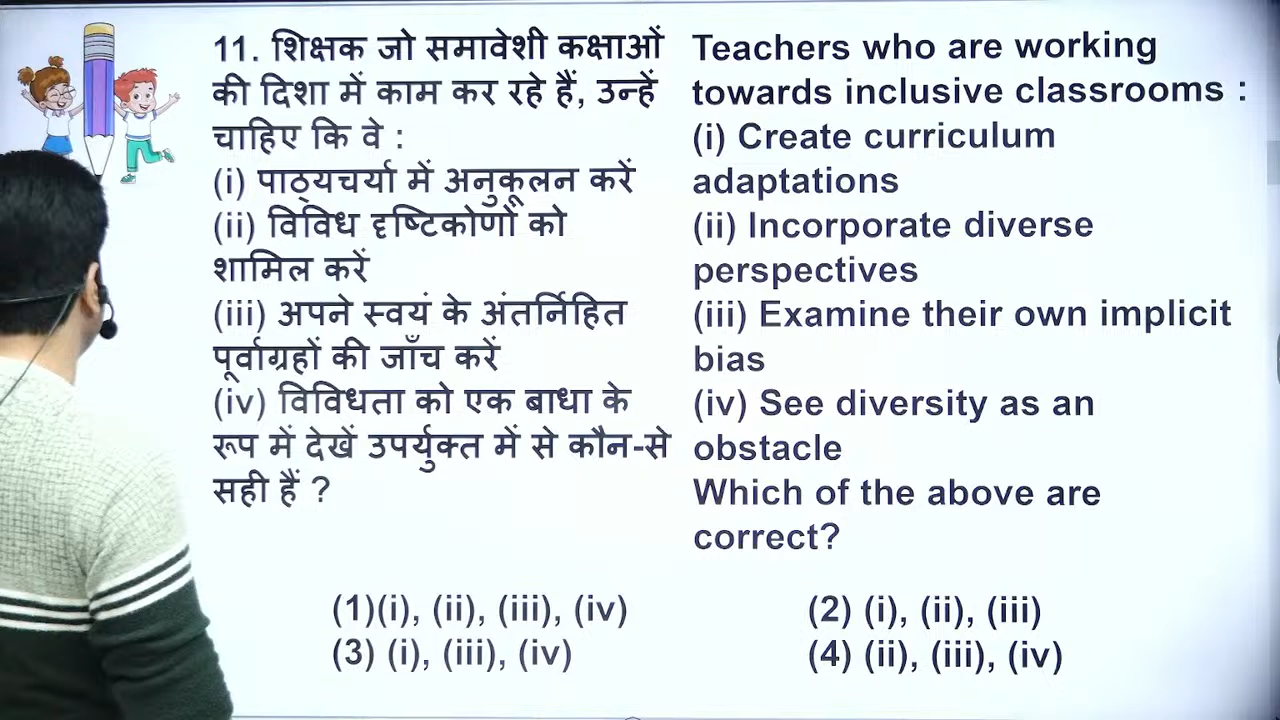 11. शिक्षक जो समावेशी कक्षाओं
की दिशा में काम कर रहे हैं, उन्हें
चाहिए कि वे :
(i) पाठ्यचर्या में अनुकूलन करें
(ii) विविध दृष्टिकोणों को
शामिल करें
(iii) अपने स्वयं के अंतर्निहित
पूर्वाग्रहों की जाँच करें
(iv) विविधता को एक बाधा के
रूप में देखें उपर्युक्त में से कौन-से
सही हैं ?
Teachers who are working
towards inclusive classrooms :
(i) Create curriculum
adaptations
(ii) Incorporate diverse
perspectives
(iii) Examine their own implicit
bias
(iv) See diversity as an
obstacle
Which of the above are
correct?
(1)(i), (ii), (iii), (iv)
(2) (i), (ii), (iii)
(3) (i), (iii), (iv)
(4) (ii), (iii), (iv)